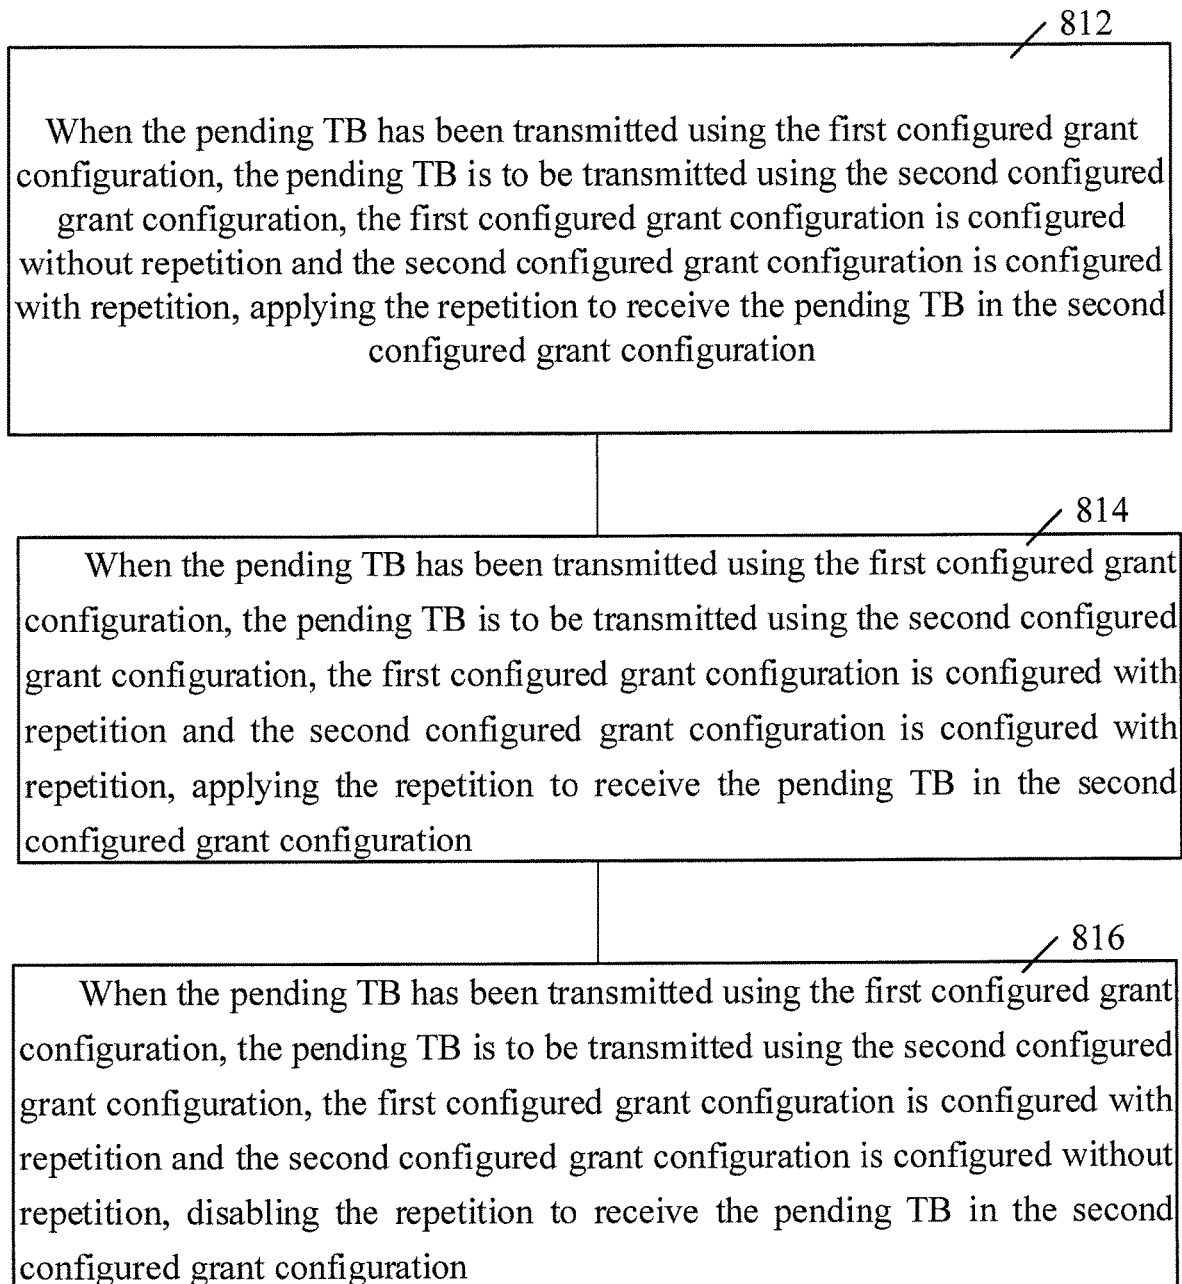 812
When the pending TB has been transmitted using the first configured grant
configuration, the pending TB is to be transmitted using the second configured
grant configuration, the first configured grant configuration is configured
without repetition and the second configured grant configuration is configured
with repetition, applying the repetition to receive the pending TB in the second
configured grant configuration
814
When the pending TB has been transmitted using the first configured grant
configuration, the pending TB is to be transmitted using the second configured
grant configuration, the first configured grant configuration is configured with
repetition and the second configured grant configuration is configured with
repetition, applying the repetition to receive the pending TB in the second
configured grant configuration
816
When the pending TB has been transmitted using the first configured grant
configuration, the pending TB is to be transmitted using the second configured
grant configuration, the first configured grant configuration is configured with
repetition and the second configured grant configuration is configured without
repetition, disabling the repetition to receive the pending TB in the second
configured grant configuration